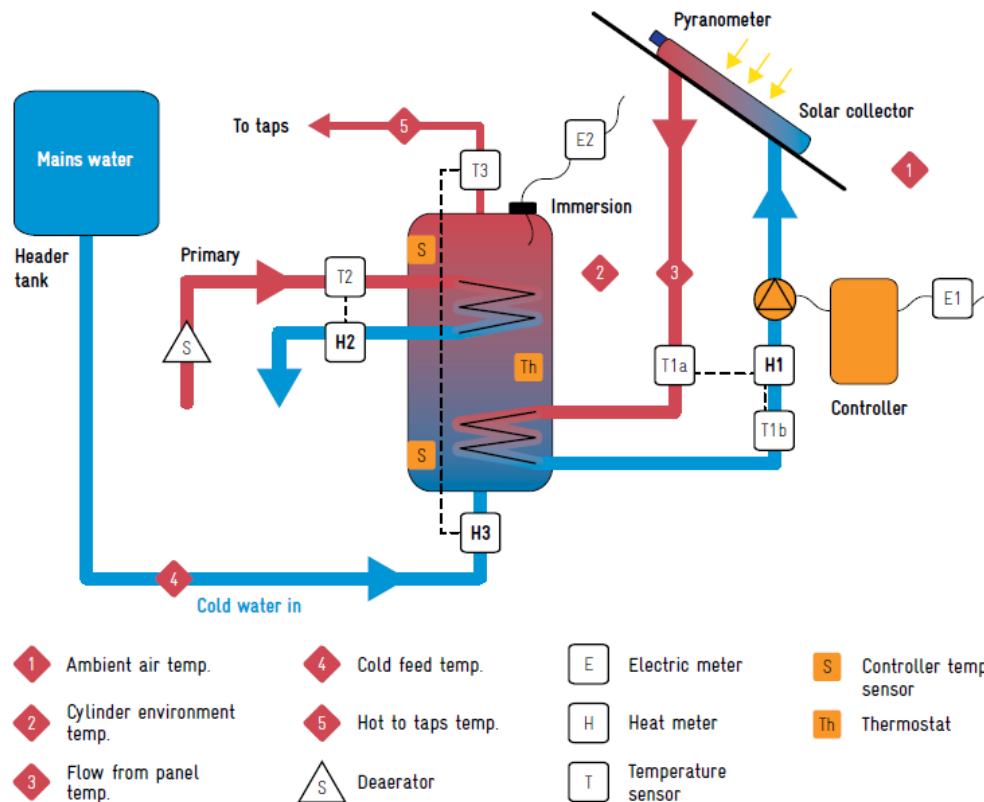 Pyranometer
Solar collector
To taps
5
E2
1
Mains water
T3
Immersion
Header
tank
Primary
S
2
3
T2
E1
S
H2
Th
T1a
H1
Controller
T1b
S
H3
4
Cold water in
1 Ambient air temp.
4 Cold feed temp.
E Electric meter
S Controller temp
sensor
2 Cylinder environment
temp.
5 Hot to taps temp.
H Heat meter
Th Thermostat
3 Flow from panel
temp.
S Deaerator
T Temperature
sensor